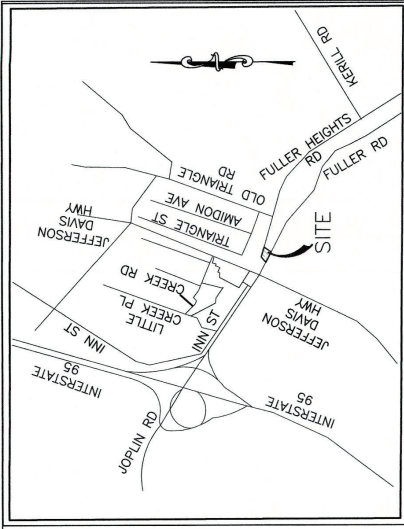 N
KERILL RD
FULLER HEIGHTS
RD
FULLER RD
OLD TRIANGLE
RD
AMIDON AVE
TRIANGLE ST
JEFFERSON
DAVIS
HWY
SITE
CREEK RD
LITTLE
CREEK PL
INN ST
JEFFERSON
DAVIS
HWY
INN ST
INTERSTATE
95
INTERSTATE
95
JOPLIN RD